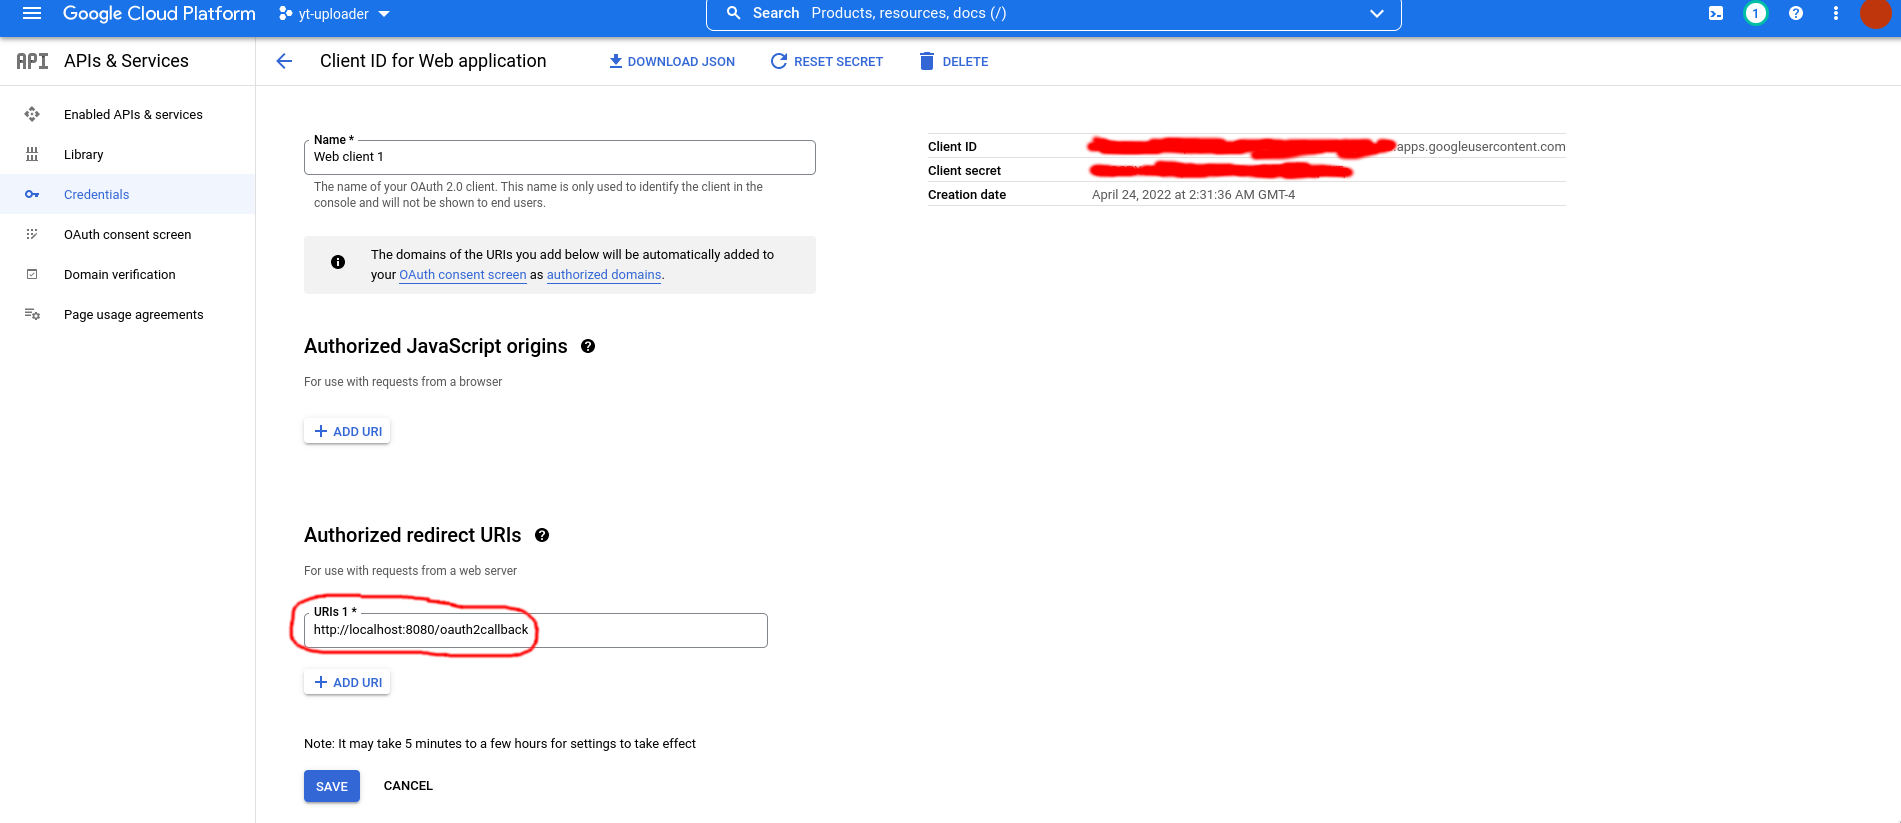 Google Cloud Platform
yt-uploader
Search Products, resources, docs (/)
1
API APIs & Services
Client ID for Web application
DOWNLOAD JSON
RESET SECRET
DELETE
Enabled APIs & services
Library
Credentials
OAuth consent screen
Domain verification
Page usage agreements
Name *
Web client 1
The name of your OAuth 2.0 client. This name is only used to identify the client in the
console and will not be shown to end users.
The domains of the URIs you add below will be automatically added to
your OAuth consent screen as authorized domains.
Authorized JavaScript origins
For use with requests from a browser
ADD URI
Authorized redirect URIs
For use with requests from a web server
URIs 1 *
http://localhost:8080/oauth2callback
ADD URI
Note: It may take 5 minutes to a few hours for settings to take effect
SAVE
CANCEL
Client ID apps.googleusercontent.com
Client secret
Creation date April 24, 2022 at 2:31:36 AM GMT-4